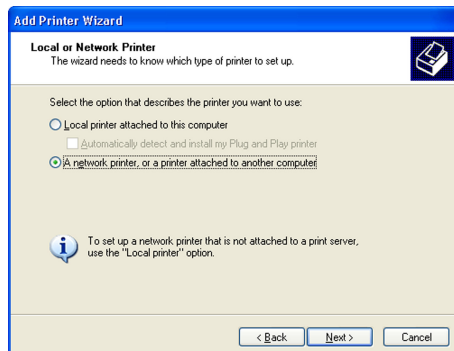 Add Printer Wizard
Local or Network Printer
The wizard needs to know which type of printer to set up.
Select the option that describes the printer you want to use:
Local printer attached to this computer
Automatically detect and install my Plug and Play printer
A network printer, or a printer attached to another computer
To set up a network printer that is not attached to a print server,
use the "Local printer" option.
< Back Next > Cancel